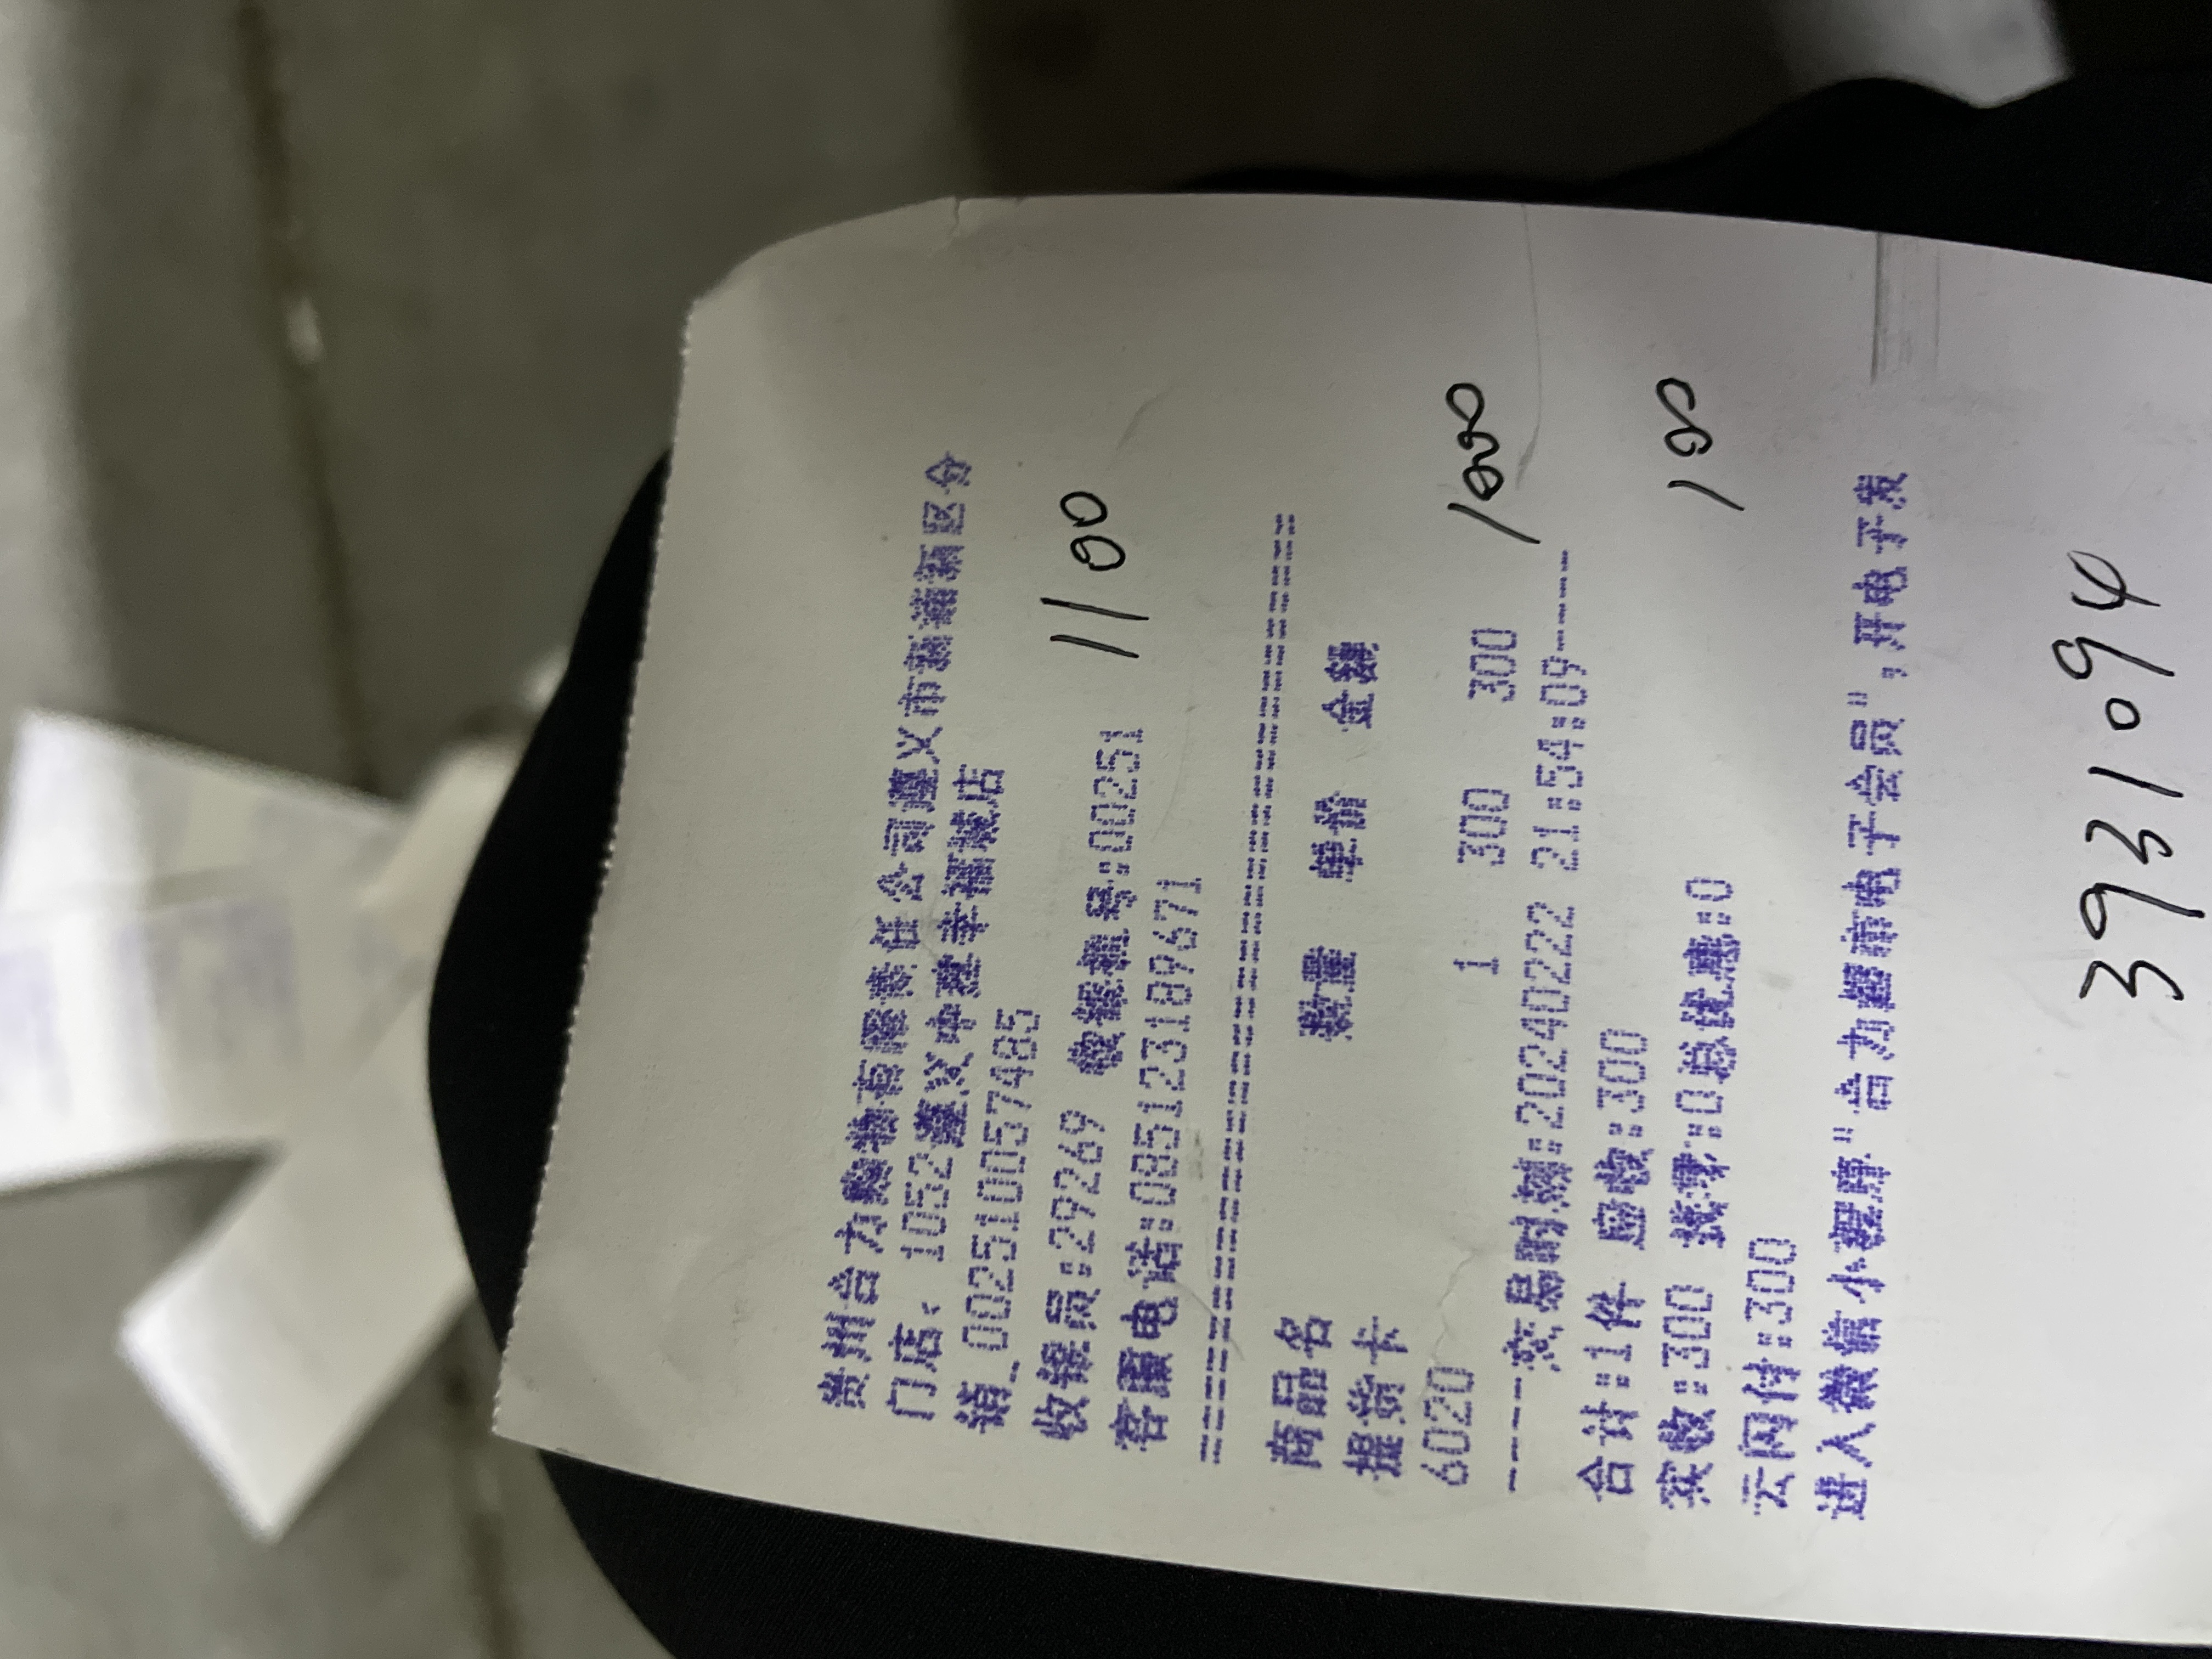 贵州合力购物有限责任公司遵义市新蒲新区分
门店: 1052遵义中建幸福城店
销_002510057485
1100
收银员:29269 收银机号:00251
客服电话:085123189671
================================
商品名 数量 单价 金额
提货卡
6020 1 300 300
1000
-----交易时刻:20240222 21:54:09-----
合计:1件 应收:300
实收:300 找零:0总优惠:0
100
云闪付:300
进入微信小程序"合力超市电子会员",开电子发
3931094